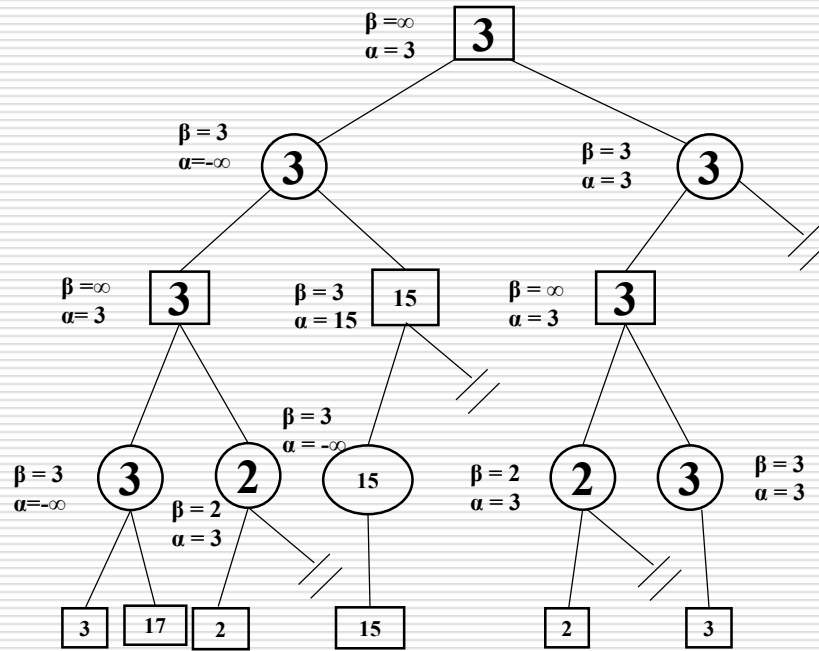 β =∞
α = 3
3
β = 3
α=-∞
3
β = 3
α = 3
3
β =∞
α= 3
3
β = 3
α = 15
15
β = ∞
α = 3
3
β = 3
α=-∞
3
β = 2
α = 3
2
β = 3
α = -∞
15
β = 2
α = 3
2
3
β = 3
α = 3
3
17
2
15
2
3